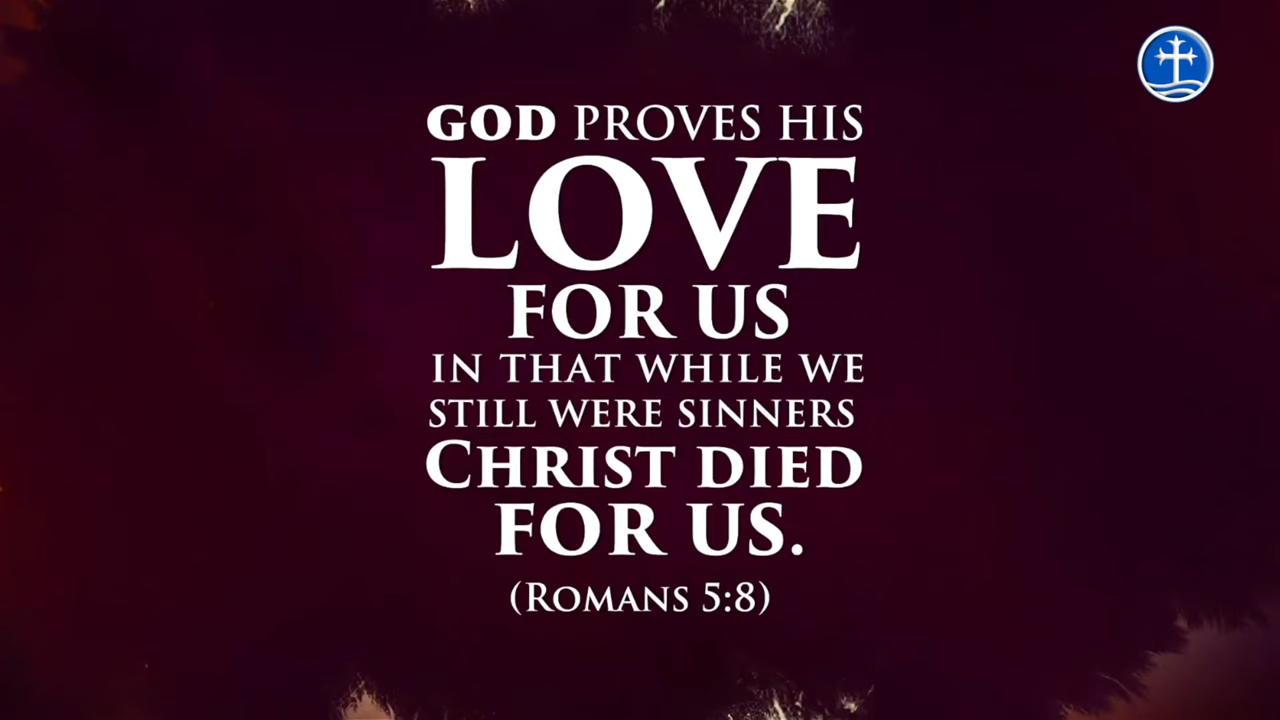 GOD PROVES HIS
LOVE
FOR US
IN THAT WHILE WE
STILL WERE SINNERS
CHRIST DIED
FOR US.
(ROMANS 5:8)